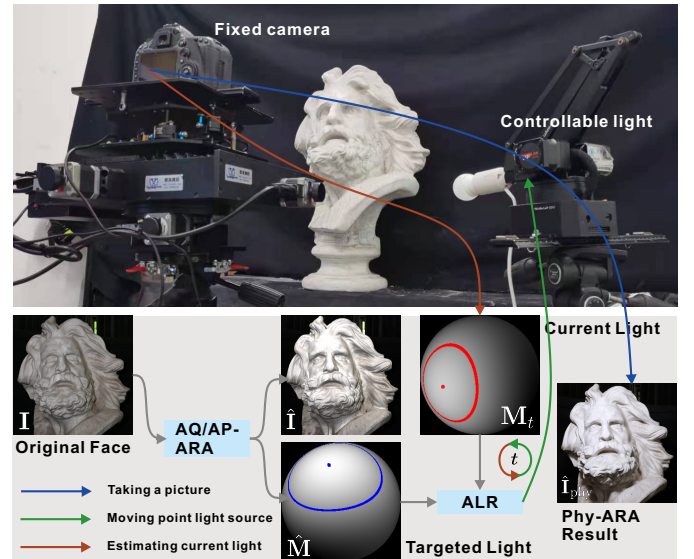 Fixed camera
Controllable light
Current Light
I
Original Face
AQ/AP-
ARA
Î
M̂
M_t
t
ALR
Targeted Light
Î_phy
Phy-ARA
Result
Taking a picture
Moving point light source
Estimating current light